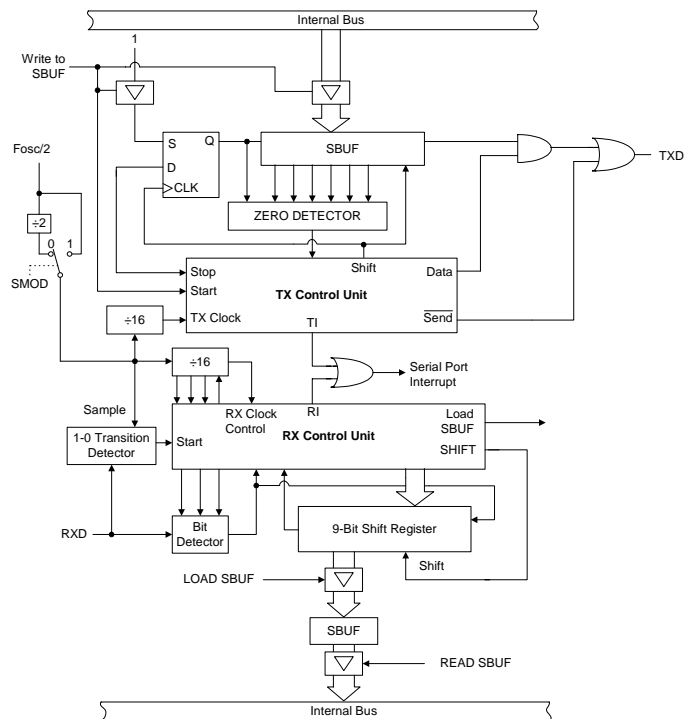 Internal Bus
1
Write to
SBUF
S
Q
D
CLK
SBUF
TXD
Fosc/2
÷2
0 1
SMOD
ZERO DETECTOR
Shift
Stop
Start
TX Clock
TX Control Unit
TI
Data
Send
÷16
÷16
Serial Port
Interrupt
Sample
1-0 Transition
Detector
Start
RX Clock
Control
RI
RX Control Unit
Load
SBUF
SHIFT
RXD
Bit
Detector
9-Bit Shift Register
Shift
LOAD SBUF
SBUF
READ SBUF
Internal Bus